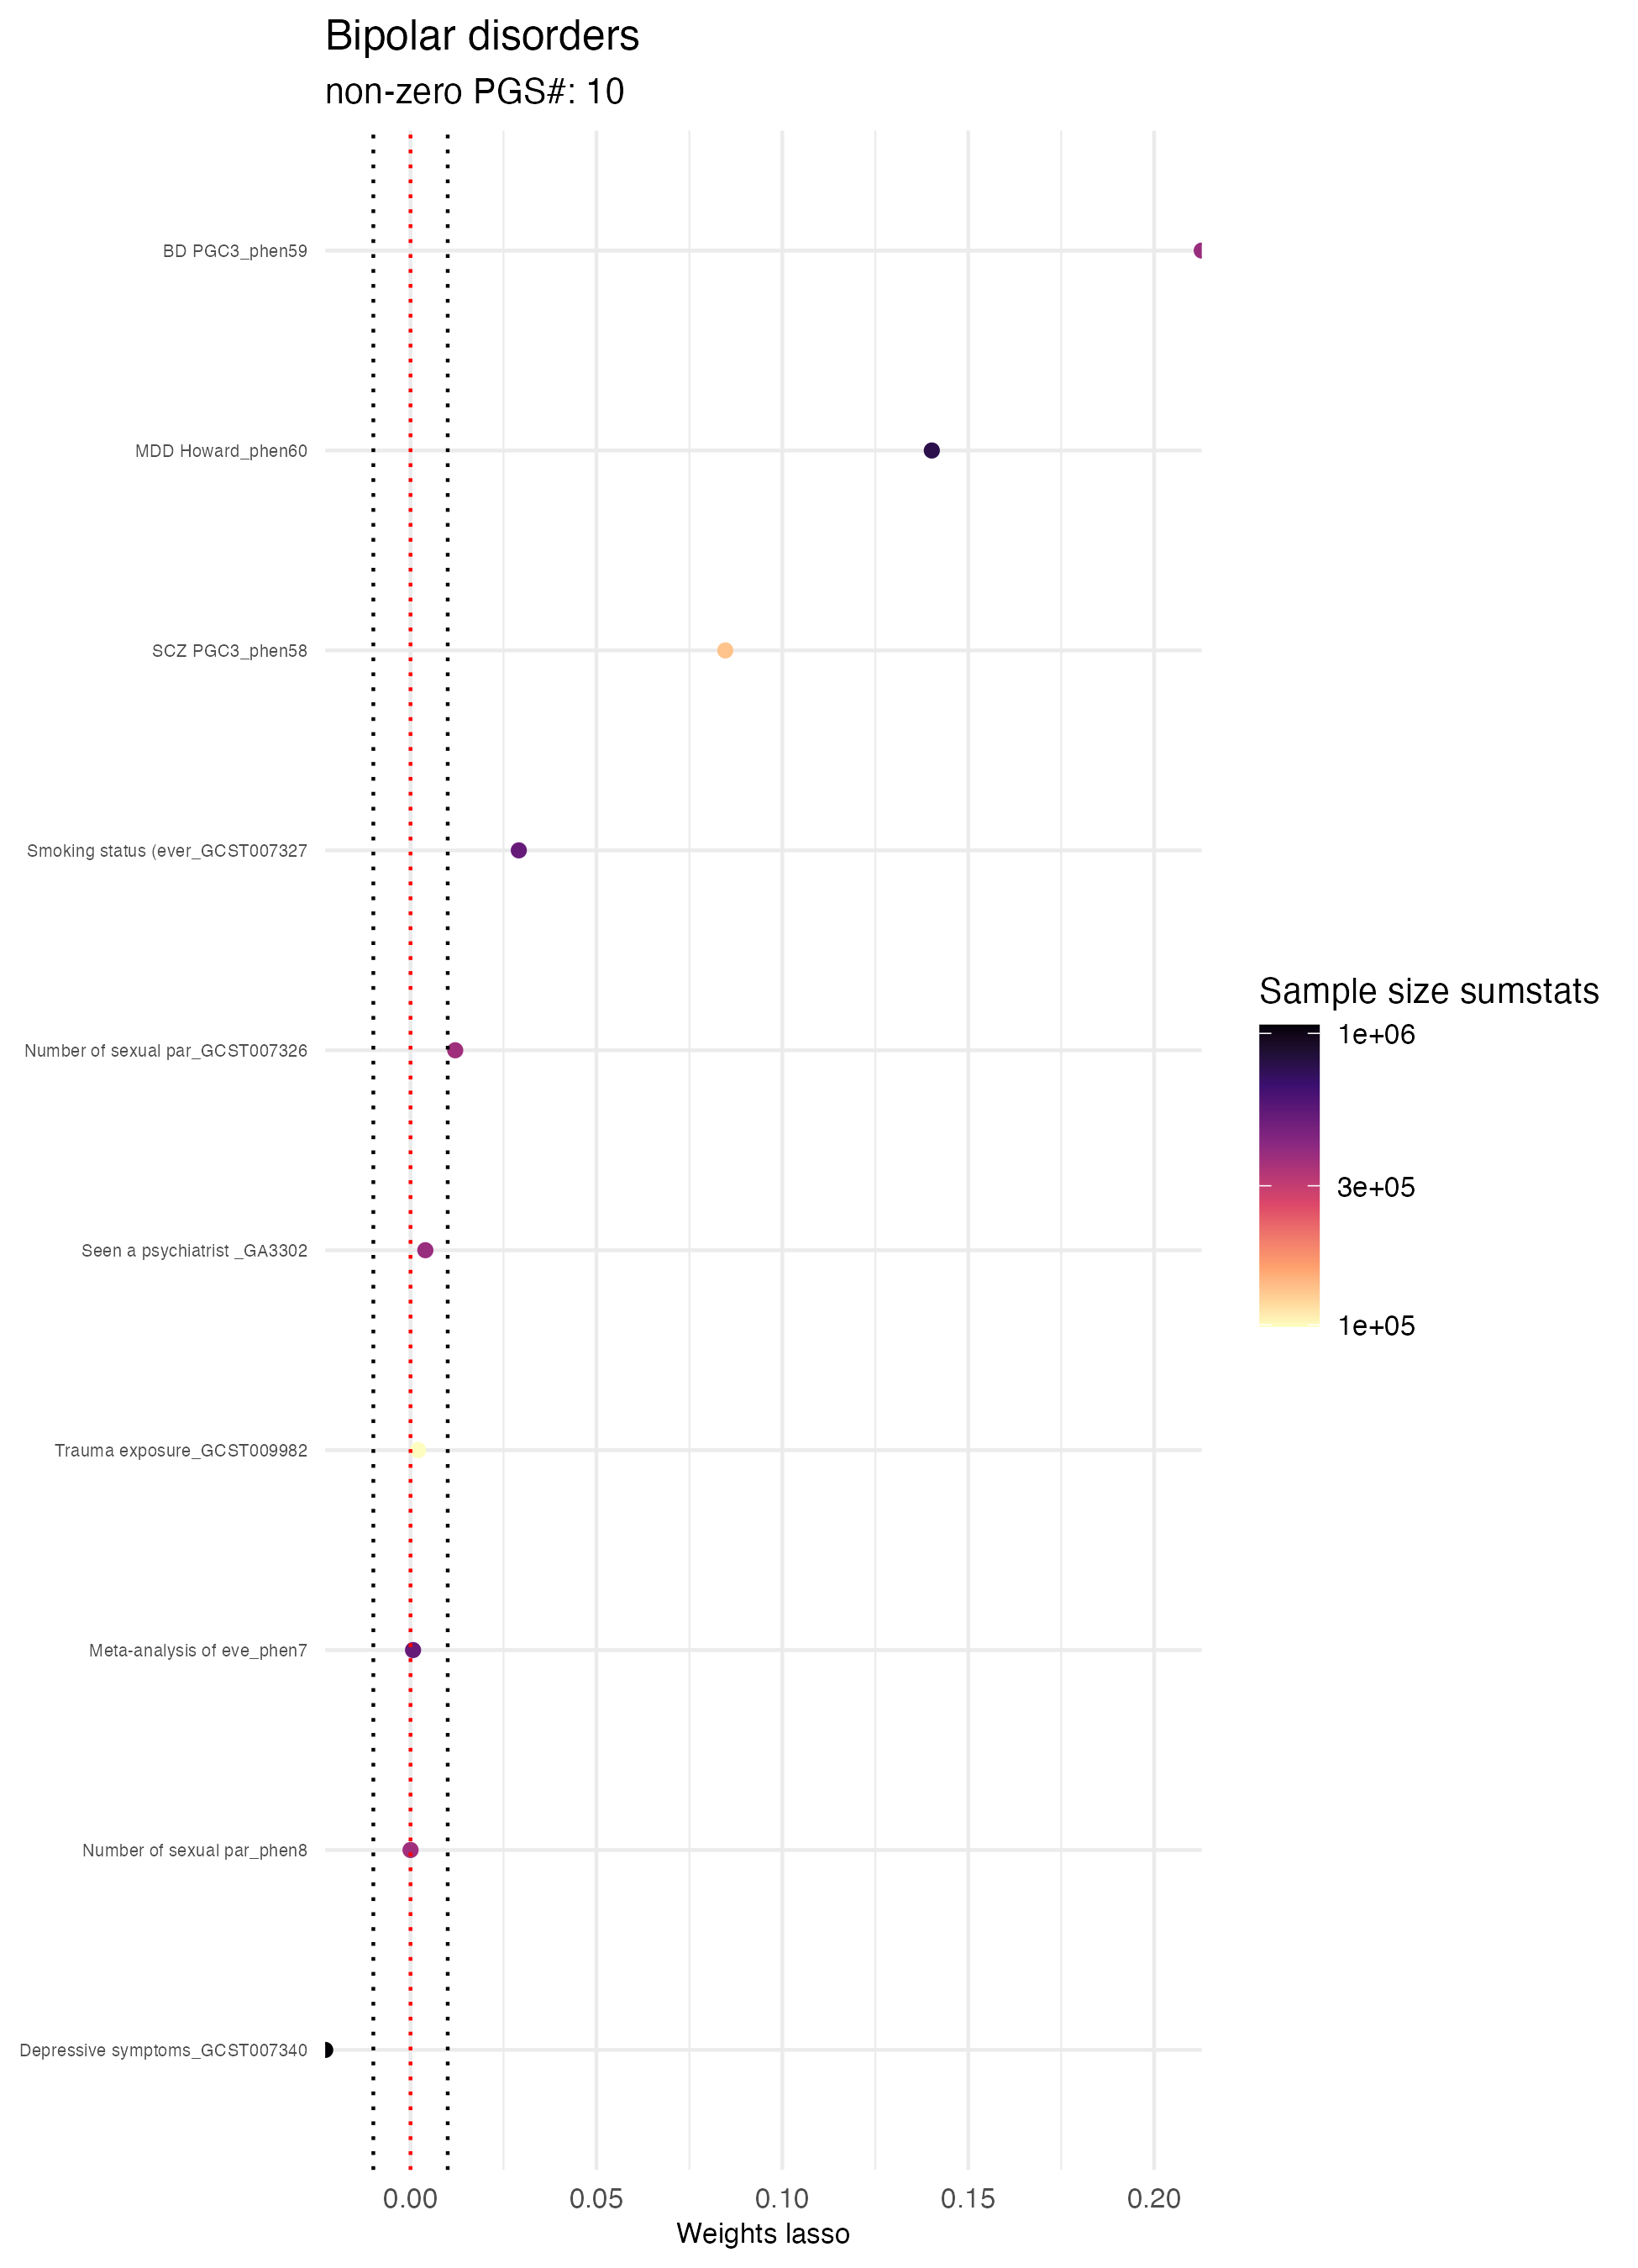 Bipolar disorders
non-zero PGS#: 10
BD PGC3_phen59
MDD Howard_phen60
SCZ PGC3_phen58
Smoking status (ever_GCST007327
Number of sexual par_GCST007326
Seen a psychiatrist _GA3302
Trauma exposure_GCST009982
Meta-analysis of eve_phen7
Number of sexual par_phen8
Depressive symptoms_GCST007340
0.00 0.05 0.10 0.15 0.20
Weights lasso
Sample size sumstats
1e+06
3e+05
1e+05